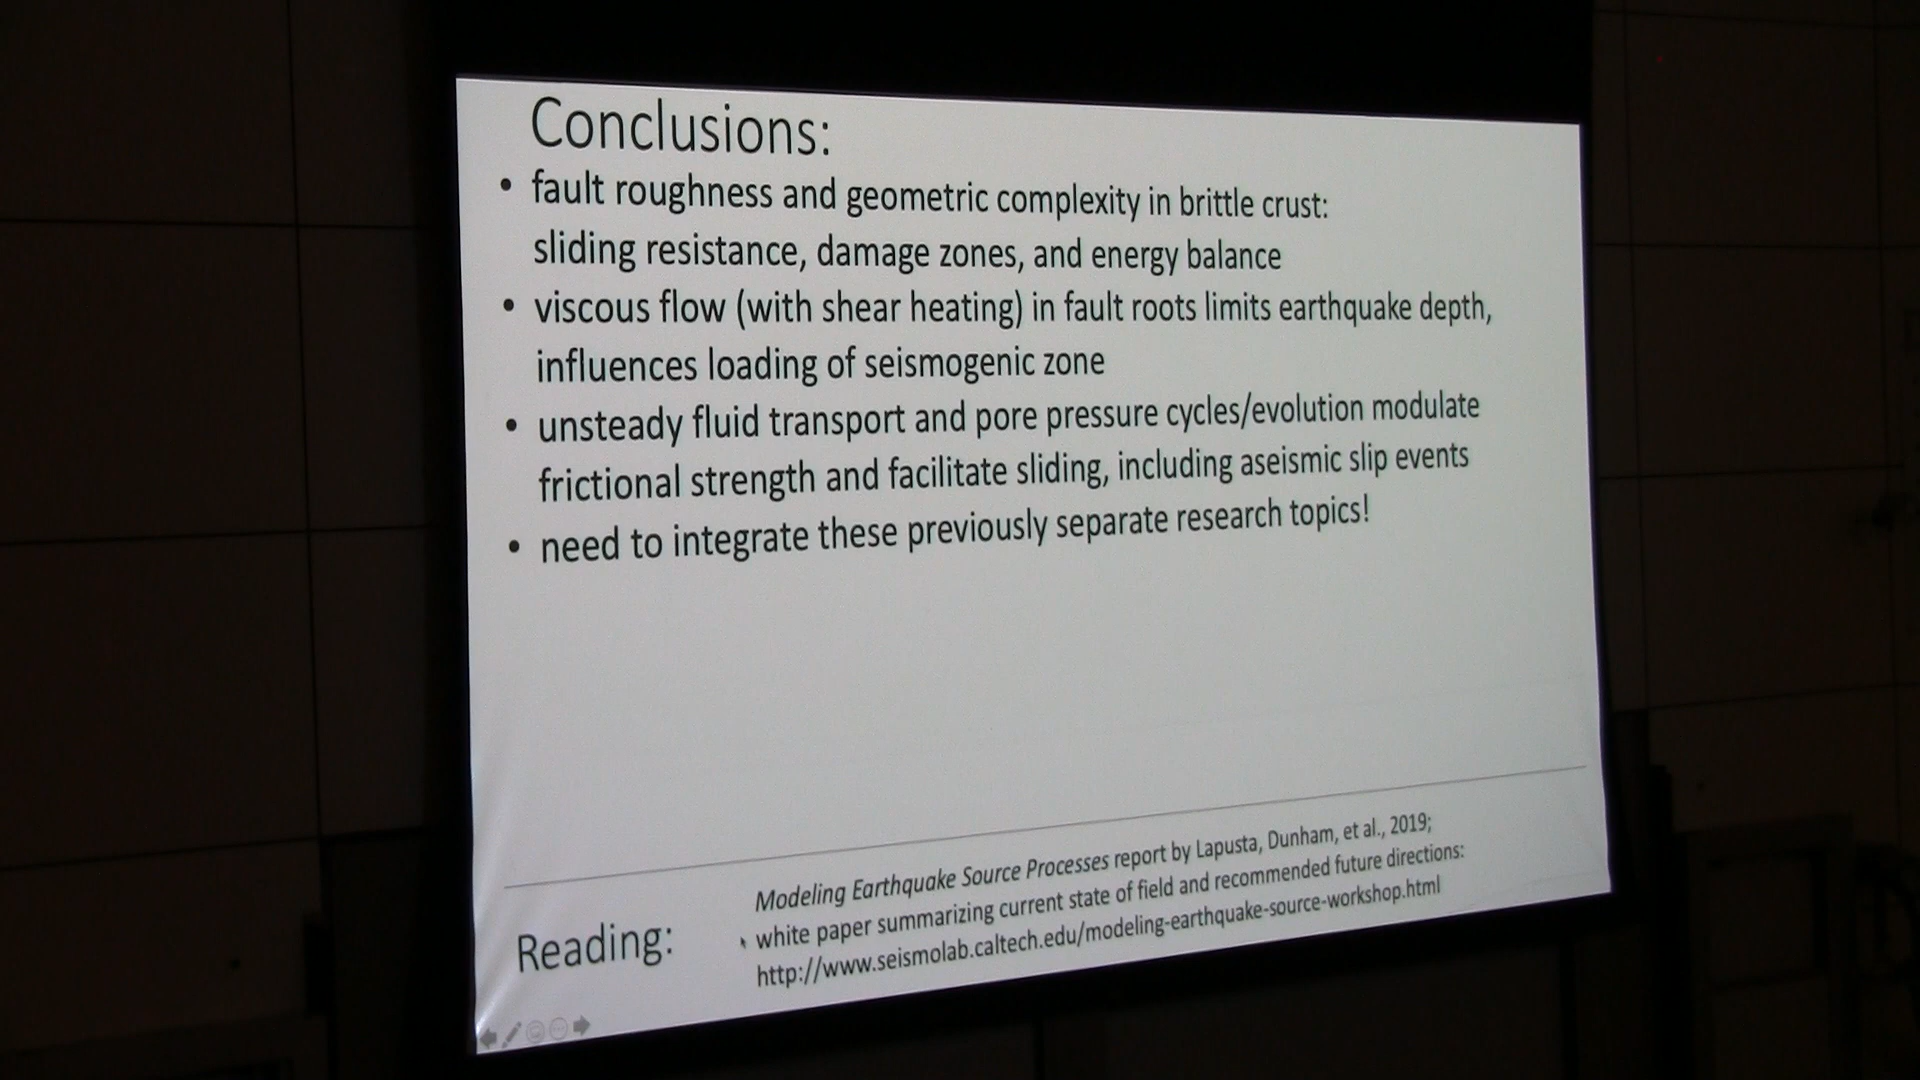 Conclusions:
• fault roughness and geometric complexity in brittle crust:
sliding resistance, damage zones, and energy balance
• viscous flow (with shear heating) in fault roots limits earthquake depth,
influences loading of seismogenic zone
• unsteady fluid transport and pore pressure cycles/evolution modulate
frictional strength and facilitate sliding, including aseismic slip events
• need to integrate these previously separate research topics!
Reading:
Modeling Earthquake Source Processes report by Lapusta, Dunham, et al., 2019;
white paper summarizing current state of field and recommended future directions:
http://www.seismolab.caltech.edu/modeling-earthquake-source-workshop.html